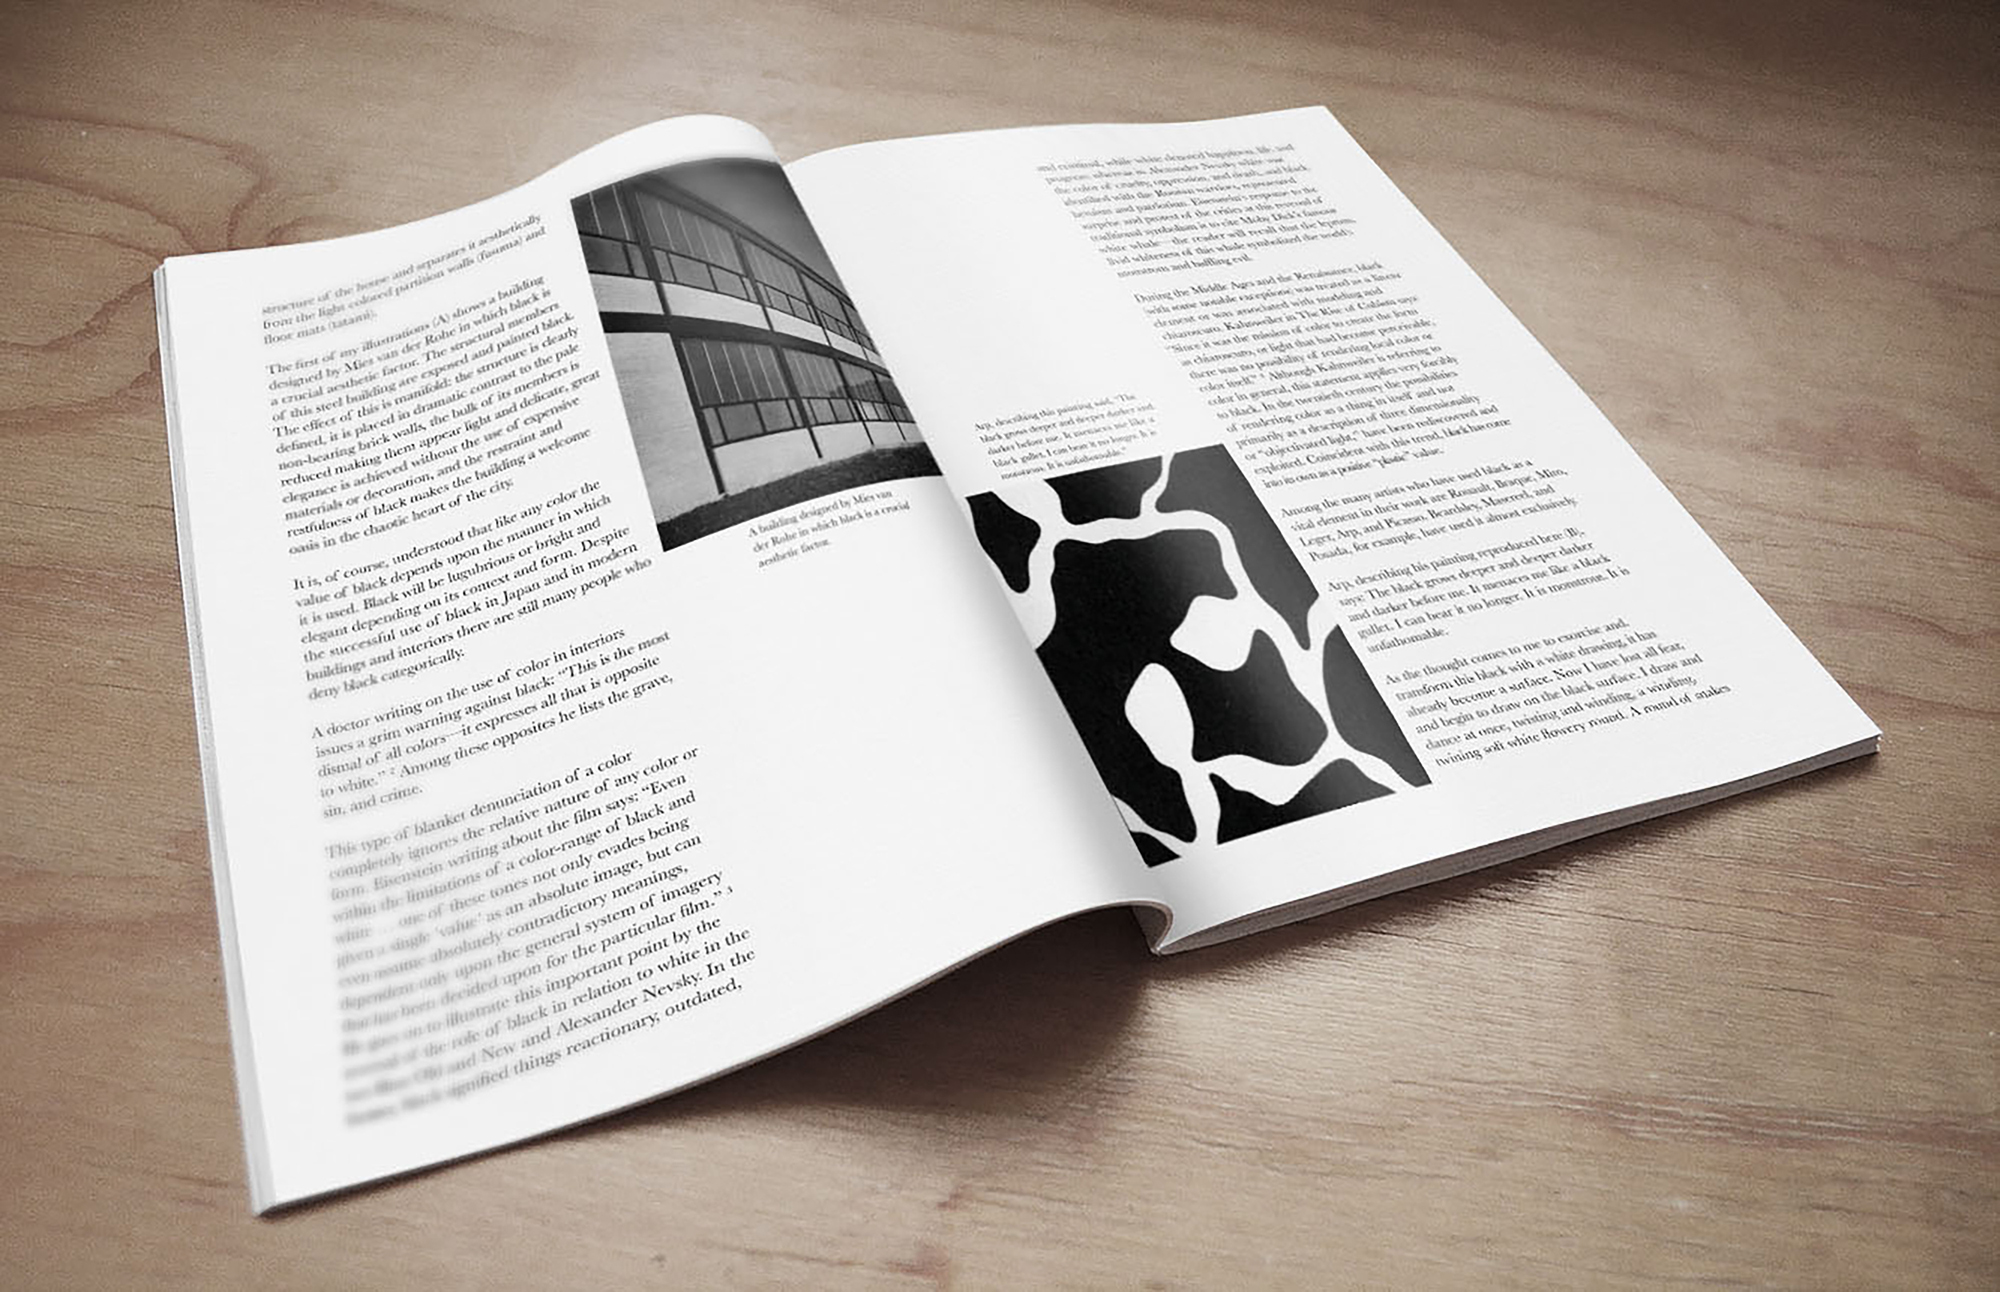 structure of the house and separates it aesthetically
from the light colored partition walls (fusuma) and
floor mats (tatami).
The first of my illustrations (A) shows a building
designed by Mies van der Rohe in which black is
a crucial aesthetic factor. The structural members
of this steel building are exposed and painted black.
The effect of this is manifold: the structure is clearly
defined, it is placed in dramatic contrast to the pale
non-bearing brick walls, the bulk of its members is
reduced making them appear light and delicate, great
elegance is achieved without the use of expensive
materials or decoration, and the restraint and
restfulness of black makes the building a welcome
oasis in the chaotic heart of the city.
It is, of course, understood that like any color the
value of black depends upon the manner in which
it is used. Black will be lugubrious or bright and
elegant depending on its context and form. Despite
the successful use of black in Japan and in modern
buildings and interiors there are still many people who
deny black categorically.
A doctor writing on the use of color in interiors
issues a grim warning against black: “This is the most
dismal of all colors—it expresses all that is opposite
to white.” 2 Among these opposites he lists the grave,
sin, and crime.
This type of blanket denunciation of a color
completely ignores the relative nature of any color or
form. Eisenstein writing about the film says: “Even
within the limitations of a color-range of black and
white . . . one of these tones not only evades being
given a single ‘value’ as an absolute image, but can
even assume absolutely contradictory meanings,
dependent only upon the general system of imagery
that has been decided upon for the particular film.” 3
He goes on to illustrate this important point by the
reversal of the role of black in relation to white in the
Old and New and Alexander Nevsky. In the
black signified things reactionary, outdated,
A building designed by Mies van
der Rohe in which black is a crucial
aesthetic factor.
and criminal, while white denoted happiness, life, and
progress; whereas in Alexander Nevsky white was
the color of cruelty, oppression, and death, and black
identified with the Russian warriors, represented
heroism and patriotism. Eisenstein's response to the
surprise and protest of the critics at this reversal of
traditional symbolism it to cite Moby Dick's famous
white whale—the reader will recall that the leprous,
livid whiteness of this whale symbolized the world's
monstrous and baffling evil.
During the Middle Ages and the Renaissance, black
(with some notable exceptions) was treated as a linear
element or was associated with modeling and
chiaroscuro. Kahnweiler in The Rise of Cubism says:
“Since it was the mission of color to create the form
as chiaroscuro, or light that had become perceivable,
there was no possibility of rendering local color or
color itself.” 4 Although Kahnweiler is referring to
color in general, this statement applies very forcibly
to black. In the twentieth century the possibilities
of rendering color as a thing in itself and not
primarily as a description of three dimensionality
or “objectivated light,” have been rediscovered and
exploited. Coincident with this trend, black has come
into its own as a positive “plastic” value.
Among the many artists who have used black as a
vital element in their work are Rouault, Braque, Miro,
Leger, Arp, and Picasso. Beardsley, Masereel, and
Posada, for example, have used it almost exclusively.
Arp, describing his painting reproduced here (B),
says: The black grows deeper and deeper darker
and darker before me. It menaces me like a black
gullet. I can bear it no longer. It is monstrous. It is
unfathomable.
As the thought comes to me to exorcise and.
transform this black with a white drawing, it has
already become a surface. Now I have lost all fear,
and begin to draw on the black surface. I draw and
dance at once, twisting and winding, a winding,
twining soft white flowery round. A round of snakes
Arp, describing this painting said, “The
black grows deeper and deeper darker and
darker before me. It menaces me like a
black gullet. I can bear it no longer. It is
monstrous. It is unfathomable.”